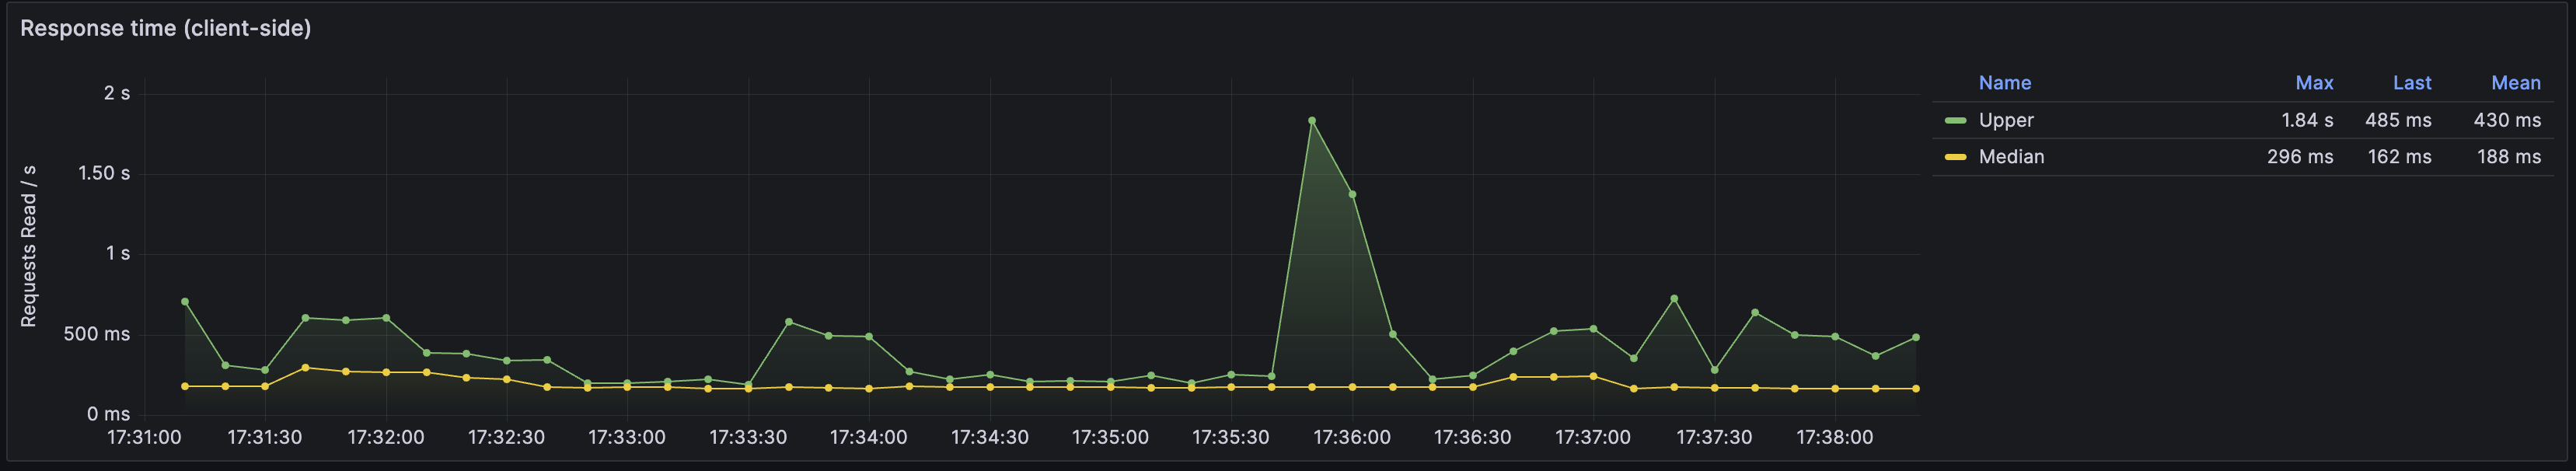 Response time (client-side)
Requests Read / s
2 s
1.50 s
1 s
500 ms
0 ms
17:31:00 17:31:30 17:32:00 17:32:30 17:33:00 17:33:30 17:34:00 17:34:30 17:35:00 17:35:30 17:36:00 17:36:30 17:37:00 17:37:30 17:38:00
Name Max Last Mean
Upper 1.84 s 485 ms 430 ms
Median 296 ms 162 ms 188 ms